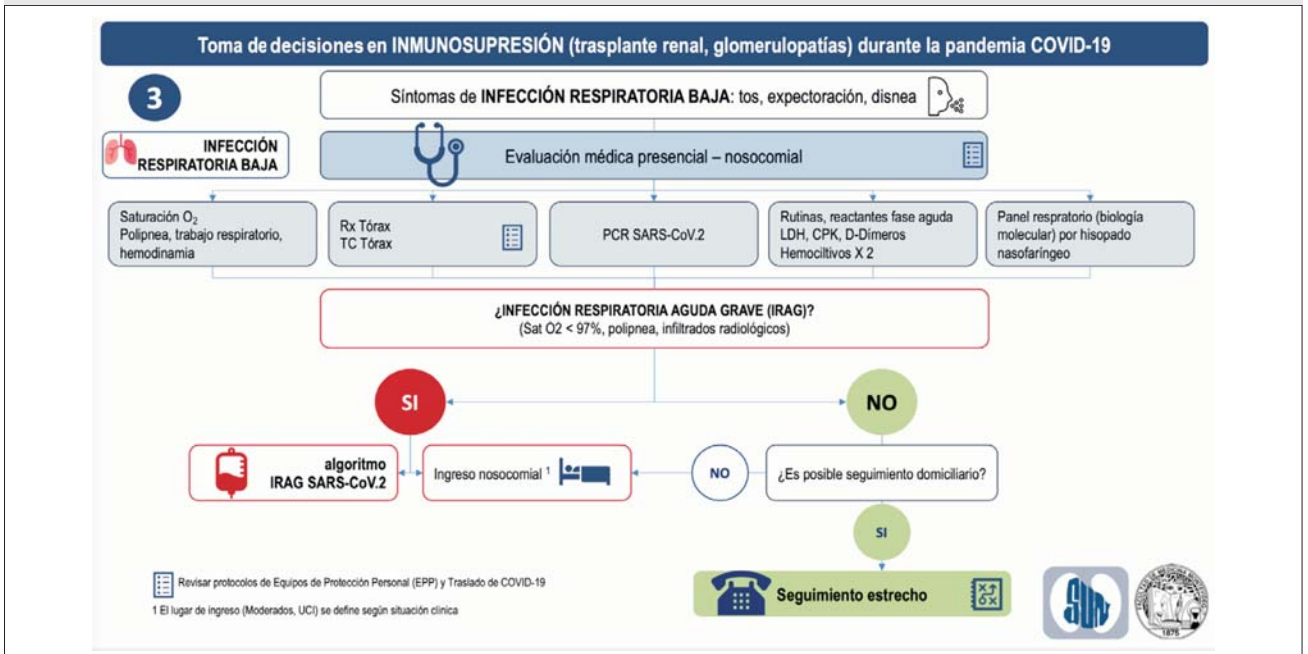 Toma de decisiones en INMUNOSUPRESIÓN (trasplante renal, glomerulopatías) durante la pandemia COVID-19
3
Síntomas de INFECCIÓN RESPIRATORIA BAJA: tos, expectoración, disnea
INFECCIÓN
RESPIRATORIA BAJA
Evaluación médica presencial – nosocomial
Saturación O2
Polipnea, trabajo respiratorio,
hemodinamia
Rx Tórax
TC Tórax
PCR SARS-CoV.2
Rutinas, reactantes fase aguda
LDH, CPK, D-Dímeros
Hemociltivos X 2
Panel respratorio (biología
molecular) por hisopado
nasofaríngeo
¿INFECCIÓN RESPIRATORIA AGUDA GRAVE (IRAG)?
(Sat O2 < 97%, polipnea, infiltrados radiológicos)
SI
NO
algoritmo
IRAG SARS-CoV.2
Ingreso nosocomial 1
NO
¿Es posible seguimiento domiciliario?
SI
Seguimiento estrecho
Revisar protocolos de Equipos de Protección Personal (EPP) y Traslado de COVID-19
1 El lugar de ingreso (Moderados, UCI) se define según situación clínica
SUN
1875